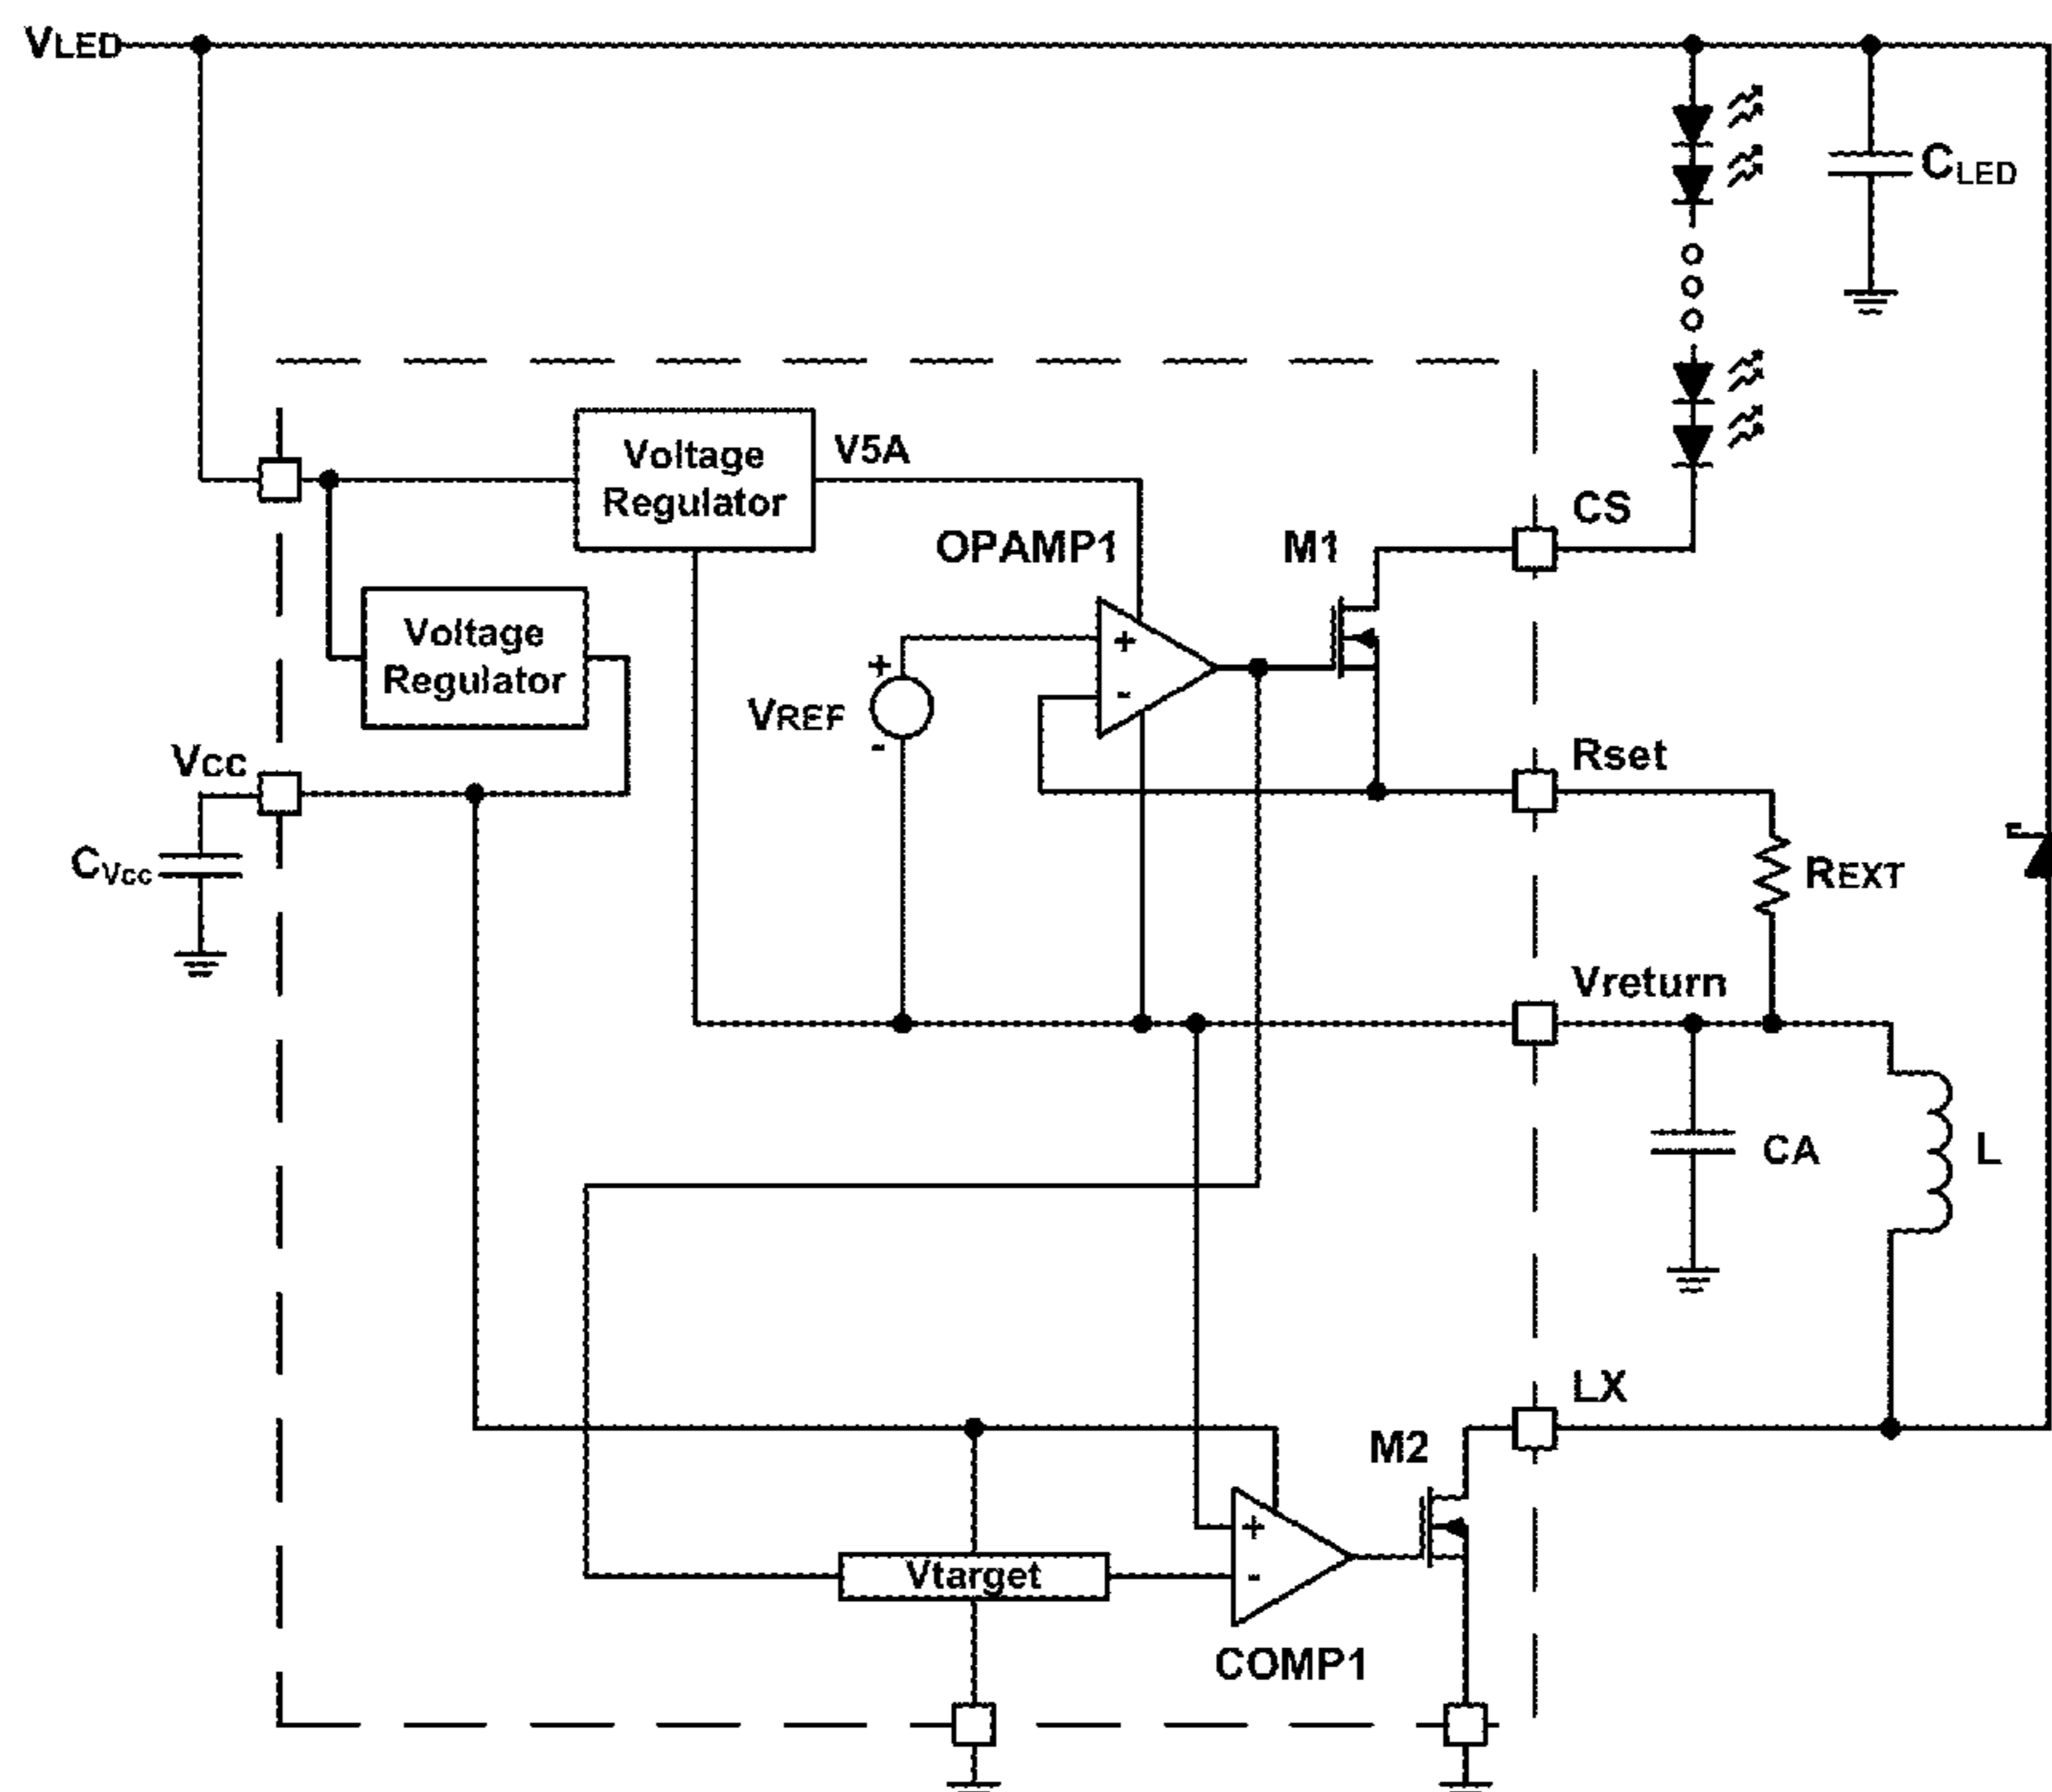 VLED
CLED
Voltage
Regulator
V5A
CS
OPAMP1
M1
Voltage
Regulator
+
-
+
-
VREF
Rset
Vcc
CVcc
REXT
Vreturn
CA
L
LX
M2
+
-
Vtarget
COMP1